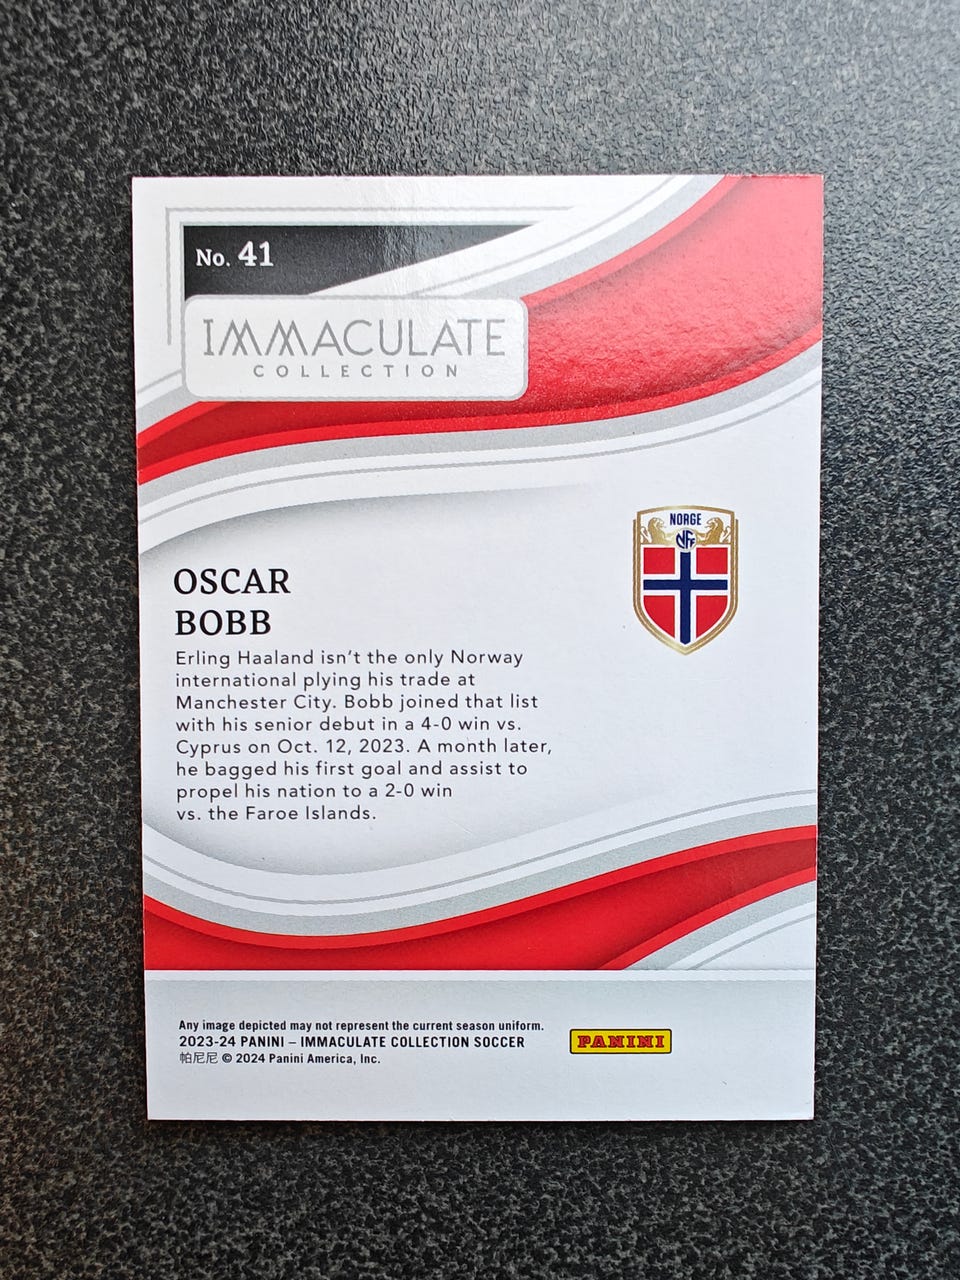 No. 41
IMMACULATE
COLLECTION
NORGE
NFF
OSCAR
BOBB
Erling Haaland isn't the only Norway
international plying his trade at
Manchester City. Bobb joined that list
with his senior debut in a 4-0 win vs.
Cyprus on Oct. 12, 2023. A month later,
he bagged his first goal and assist to
propel his nation to a 2-0 win
vs. the Faroe Islands.
Any image depicted may not represent the current season uniform.
2023-24 PANINI – IMMACULATE COLLECTION SOCCER
帕尼尼 © 2024 Panini America, Inc.
PANINI